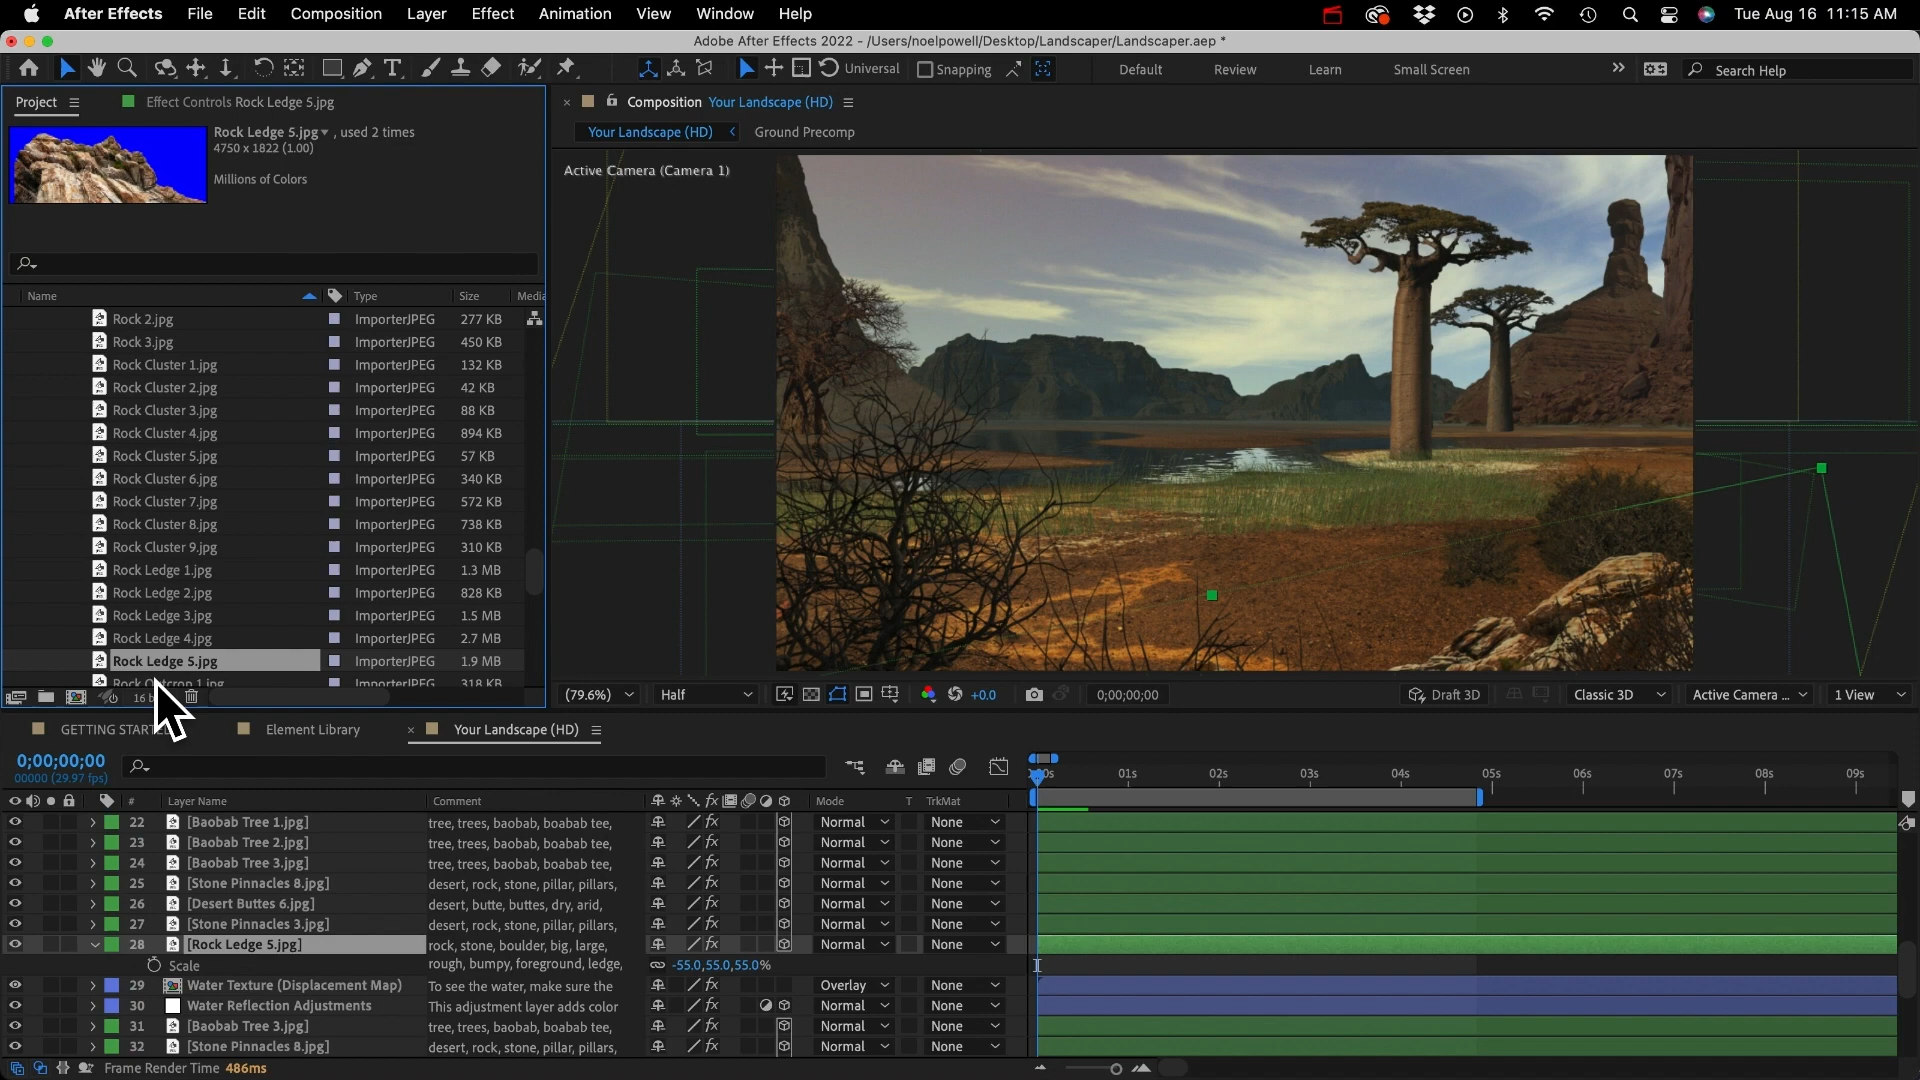 After Effects File Edit Composition Layer Effect Animation View Window Help Tue Aug 16 11:15 AM
Adobe After Effects 2022 - /Users/noelpowell/Desktop/Landscaper/Landscaper.aep *
Universal Snapping Default Review Learn Small Screen Search Help
Project Effect Controls Rock Ledge 5.jpg
Rock Ledge 5.jpg , used 2 times
4750 x 1822 (1.00)
Millions of Colors
Name Type Size Media
Rock 2.jpg ImporterJPEG 277 KB
Rock 3.jpg ImporterJPEG 450 KB
Rock Cluster 1.jpg ImporterJPEG 132 KB
Rock Cluster 2.jpg ImporterJPEG 42 KB
Rock Cluster 3.jpg ImporterJPEG 88 KB
Rock Cluster 4.jpg ImporterJPEG 894 KB
Rock Cluster 5.jpg ImporterJPEG 57 KB
Rock Cluster 6.jpg ImporterJPEG 340 KB
Rock Cluster 7.jpg ImporterJPEG 572 KB
Rock Cluster 8.jpg ImporterJPEG 738 KB
Rock Cluster 9.jpg ImporterJPEG 310 KB
Rock Ledge 1.jpg ImporterJPEG 1.3 MB
Rock Ledge 2.jpg ImporterJPEG 828 KB
Rock Ledge 3.jpg ImporterJPEG 1.5 MB
Rock Ledge 4.jpg ImporterJPEG 2.7 MB
Rock Ledge 5.jpg ImporterJPEG 1.9 MB
Rock 1.jpg ImporterJPEG 318 KB
16
Composition Your Landscape (HD)
Your Landscape (HD) Ground Precomp
Active Camera (Camera 1)
(79.6%) Half +0.0 0;00;00;00 Draft 3D Classic 3D Active Camera ... 1 View
GETTING Element Library Your Landscape (HD)
0;00;00;00
00000 (29.97 fps)
01s 02s 03s 04s 05s 06s 07s 08s 09s
# Layer Name Comment Mode T TrkMat
22 [Baobab Tree 1.jpg] tree, trees, baobab, boabab tee, Normal None
23 [Baobab Tree 2.jpg] tree, trees, baobab, boabab tee, Normal None
24 [Baobab Tree 3.jpg] tree, trees, baobab, boabab tee, Normal None
25 [Stone Pinnacles 8.jpg] desert, rock, stone, pillar, pillars, Normal None
26 [Desert Buttes 6.jpg] desert, butte, buttes, dry, arid, Normal None
27 [Stone Pinnacles 3.jpg] desert, rock, stone, pillar, pillars, Normal None
28 [Rock Ledge 5.jpg] rock, stone, boulder, big, large, Normal None
Scale rough, bumpy, foreground, ledge, -55.0,55.0,55.0%
29 Water Texture (Displacement Map) To see the water, make sure the Overlay None
30 Water Reflection Adjustments This adjustment layer adds color Normal None
31 [Baobab Tree 3.jpg] tree, trees, baobab, boabab tee, Normal None
32 [Stone Pinnacles 8.jpg] desert, rock, stone, pillar, pillars, Normal None
Frame Render Time 486ms